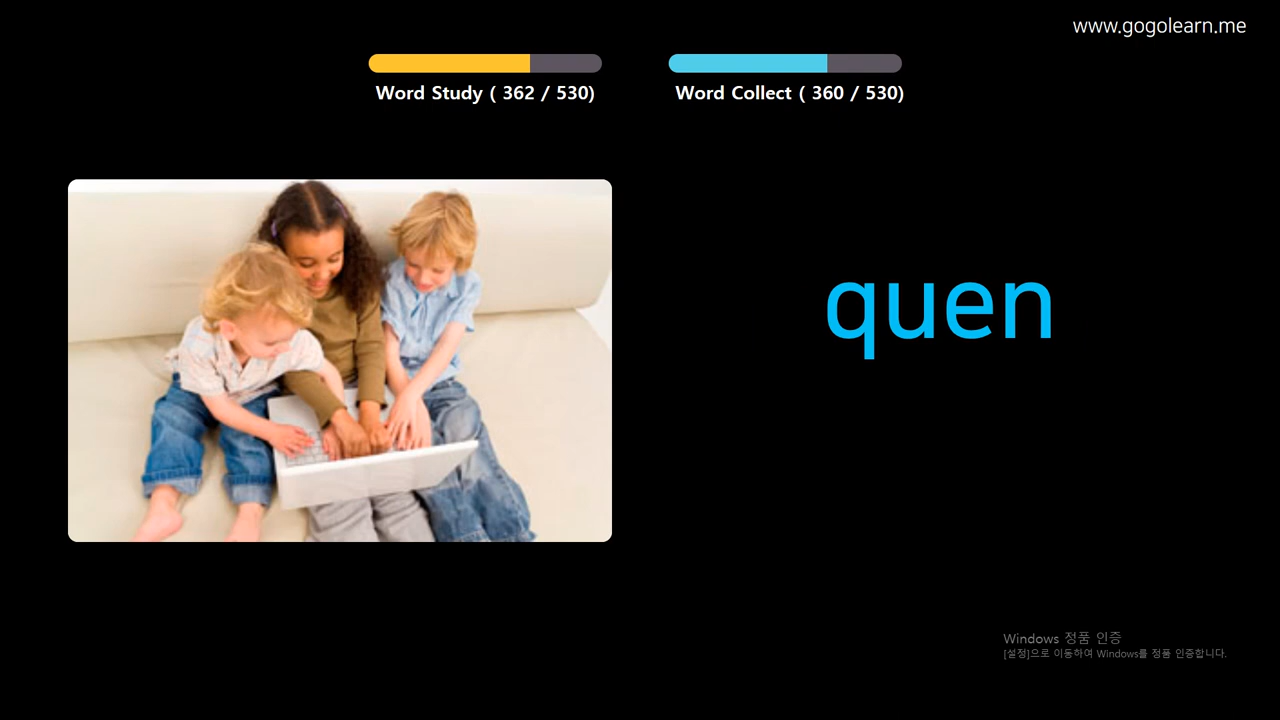 www.gogolearn.me
Word Study ( 362 / 530)
Word Collect ( 360 / 530)
quen
Windows 정품 인증
[설정]으로 이동하여 Windows를 정품 인증합니다.